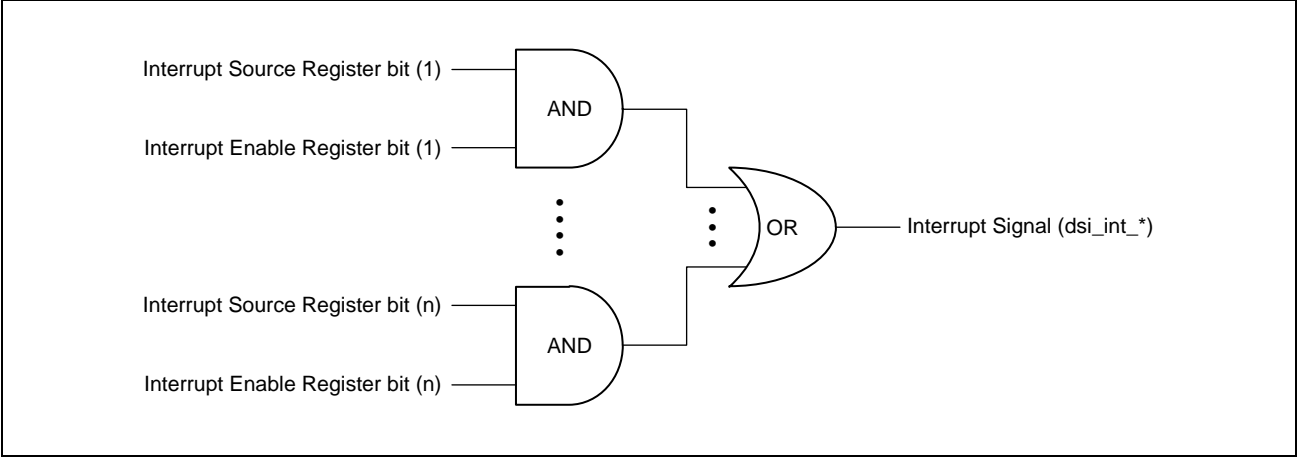 Interrupt Source Register bit (1)
AND
Interrupt Enable Register bit (1)
OR
Interrupt Signal (dsi_int_*)
Interrupt Source Register bit (n)
AND
Interrupt Enable Register bit (n)